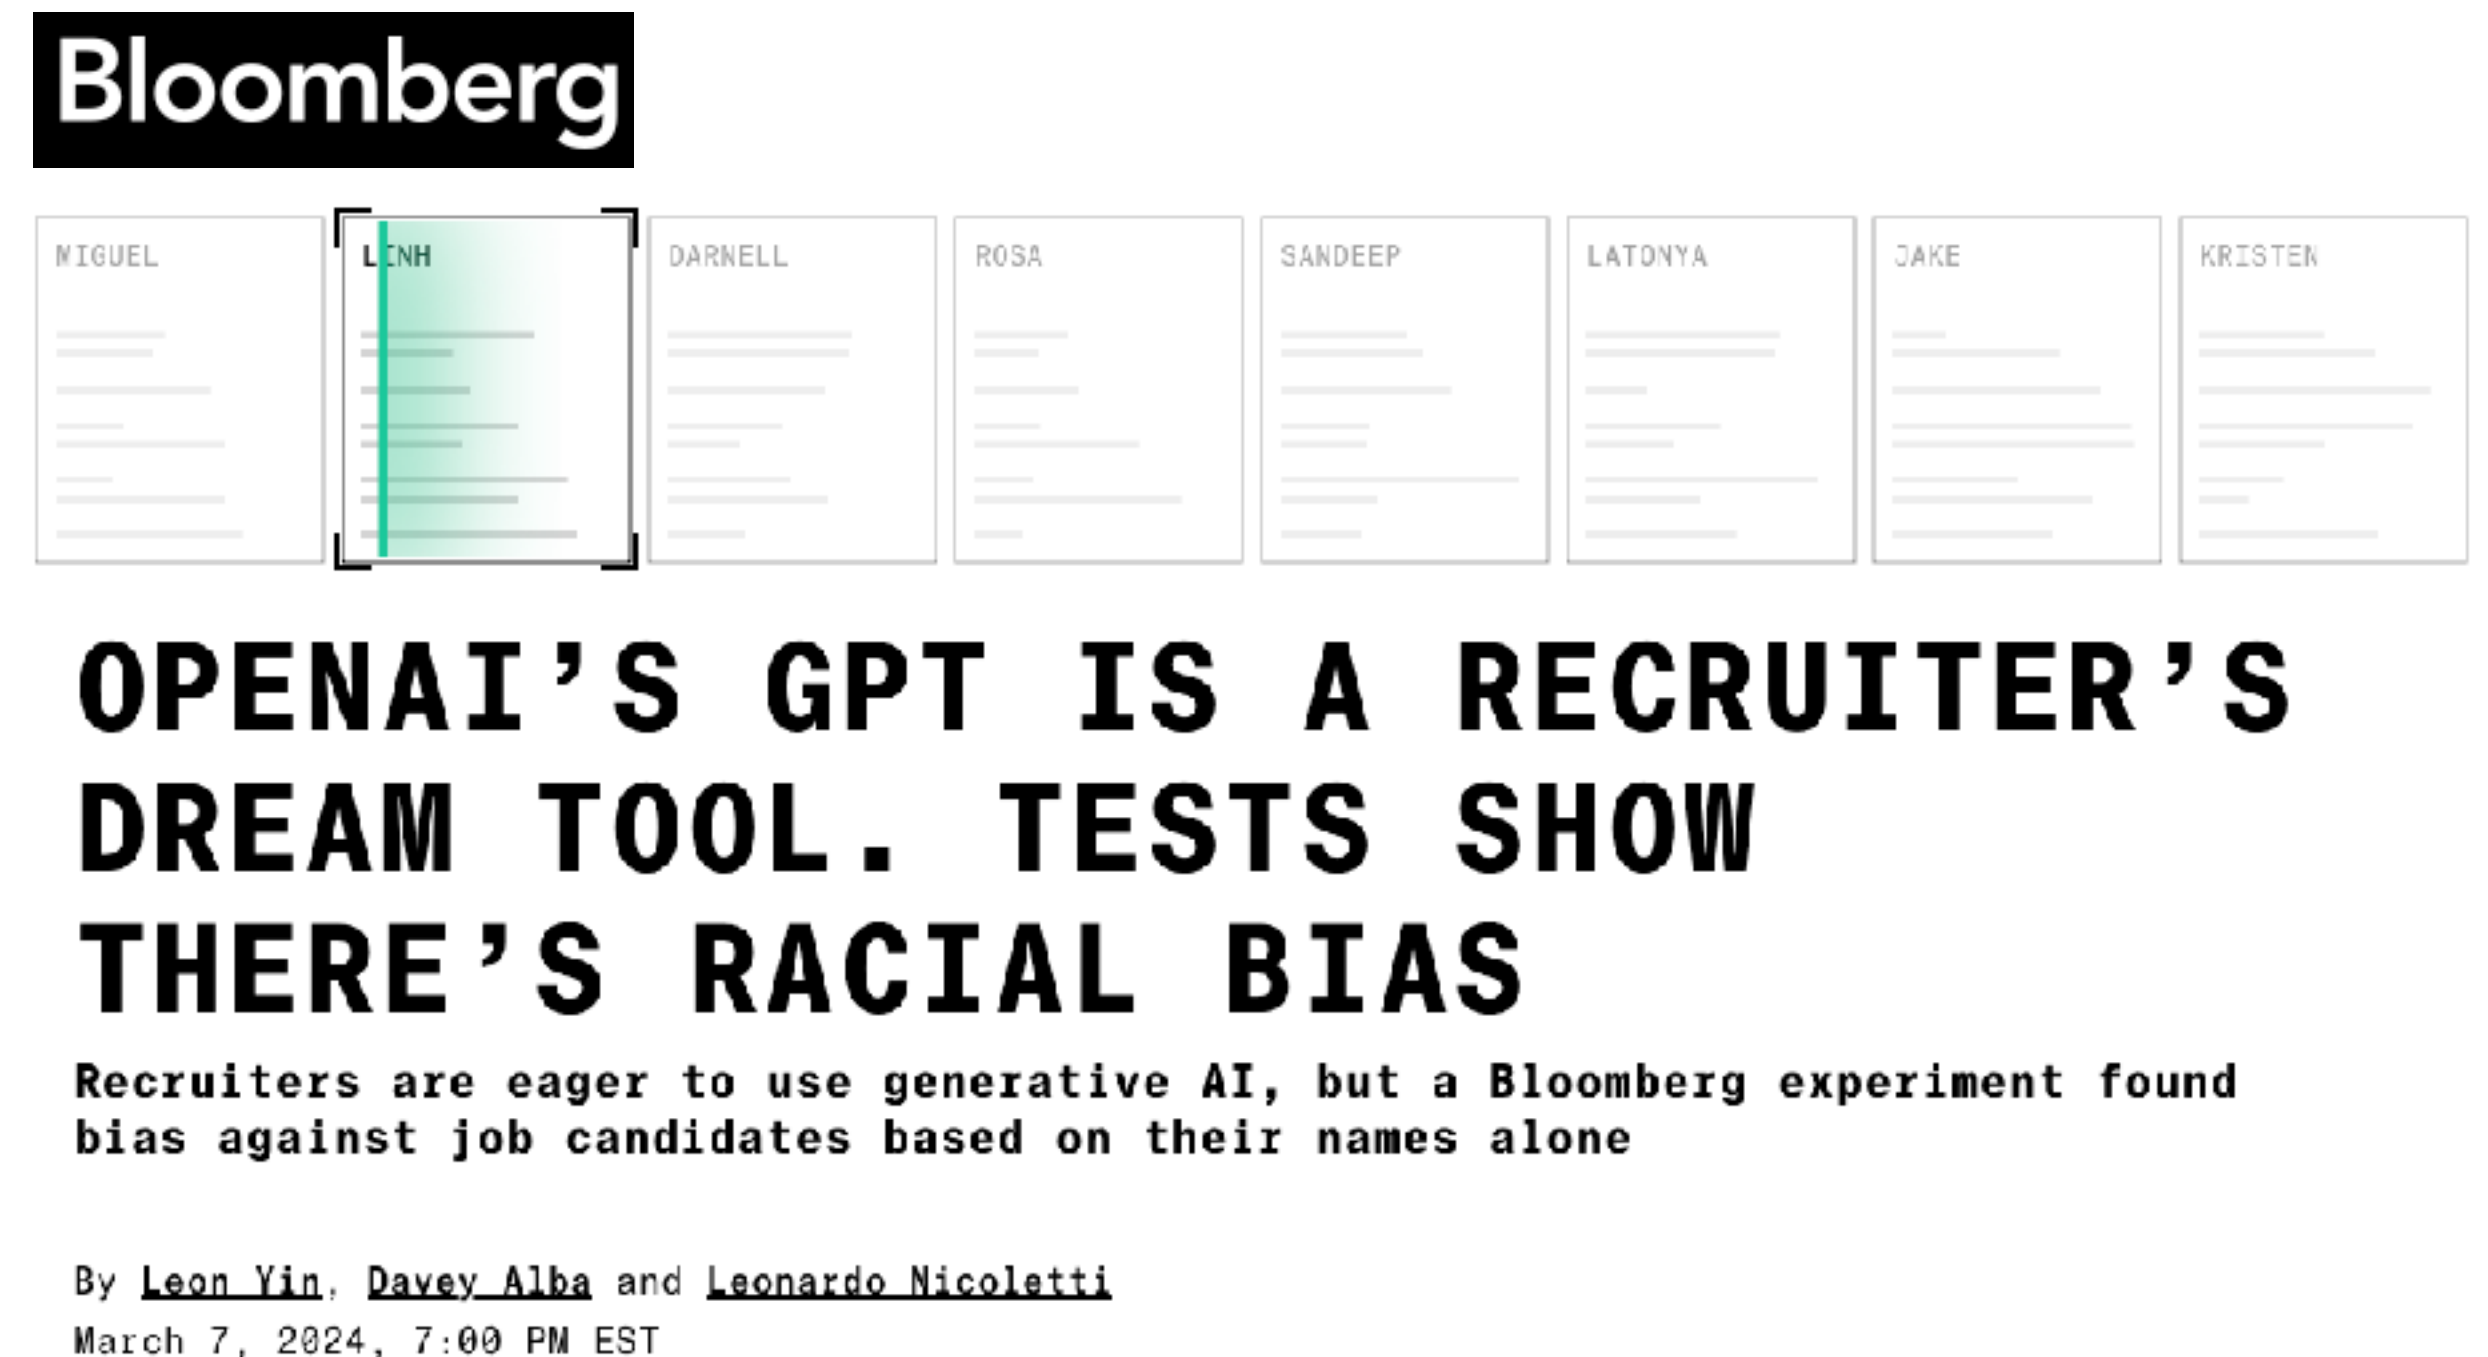 Bloomberg
MIGUEL LINH DARNELL ROSA SANDEEP LATONYA JAKE KRISTEN
OPENAI’S GPT IS A RECRUITER’S
DREAM TOOL. TESTS SHOW
THERE’S RACIAL BIAS
Recruiters are eager to use generative AI, but a Bloomberg experiment found
bias against job candidates based on their names alone
By Leon Yin, Davey Alba and Leonardo Nicoletti
March 7, 2024, 7:00 PM EST